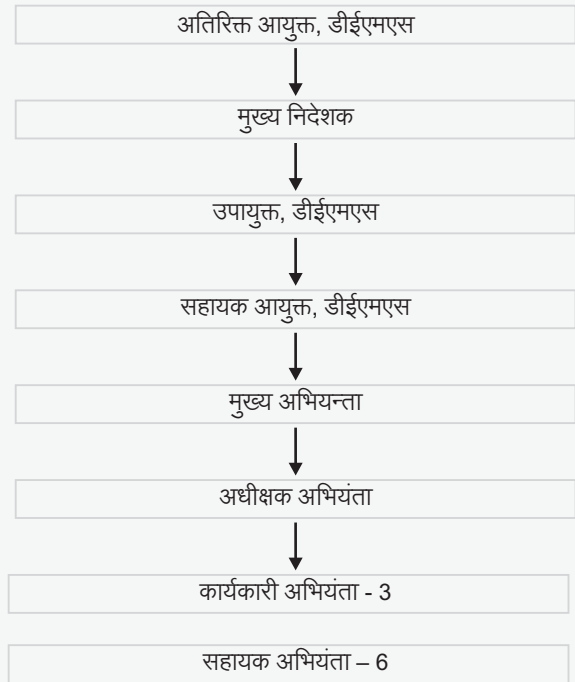 अतिरिक्त आयुक्त, डीईएमएस
मुख्य निदेशक
उपायुक्त, डीईएमएस
सहायक आयुक्त, डीईएमएस
मुख्य अभियन्ता
अधीक्षक अभियंता
कार्यकारी अभियंता - 3
सहायक अभियंता – 6